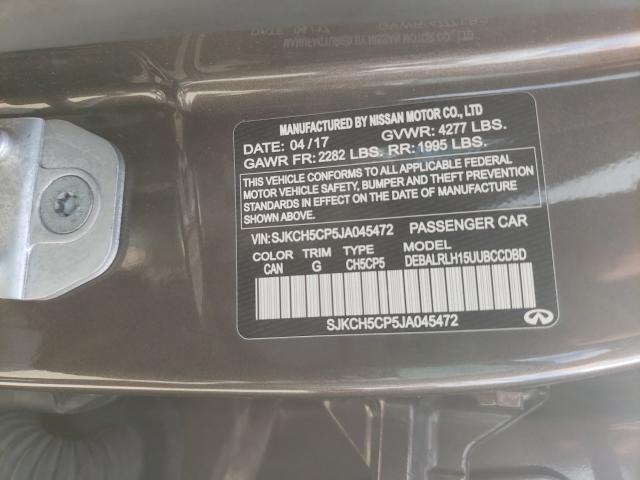 MANUFACTURED BY NISSAN MOTOR CO., LTD
DATE: 04/17 GVWR: 4277 LBS.
GAWR FR: 2282 LBS. RR: 1995 LBS.
THIS VEHICLE CONFORMS TO ALL APPLICABLE FEDERAL
MOTOR VEHICLE SAFETY, BUMPER AND THEFT PREVENTION
STANDARDS IN EFFECT ON THE DATE OF MANUFACTURE
SHOWN ABOVE.
VIN: SJKCH5CP5JA045472 PASSENGER CAR
COLOR TRIM TYPE MODEL
CAN G CH5CP5 DEBALRLH15UUBCCDBD
SJKCH5CP5JA045472